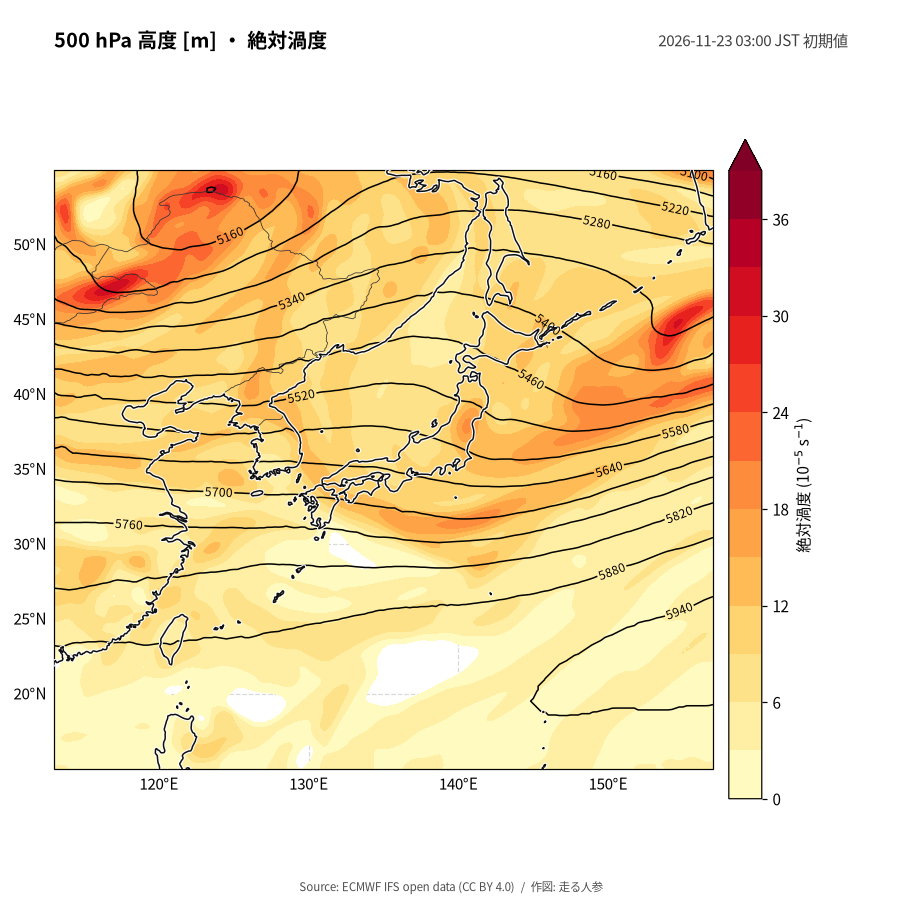 500 hPa 高度 [m] ・ 絶対渦度
2026-11-23 03:00 JST 初期値
5160
5100
5220
5280
5160
5340
5460
5460
5520
5580
5640
5700
5760
5820
5880
5940
50°N
45°N
40°N
35°N
30°N
25°N
20°N
120°E
130°E
140°E
150°E
36
30
24
18
12
6
0
絶対渦度 (10⁻⁵ s⁻¹)
Source: ECMWF IFS open data (CC BY 4.0) / 作図: 走る人参